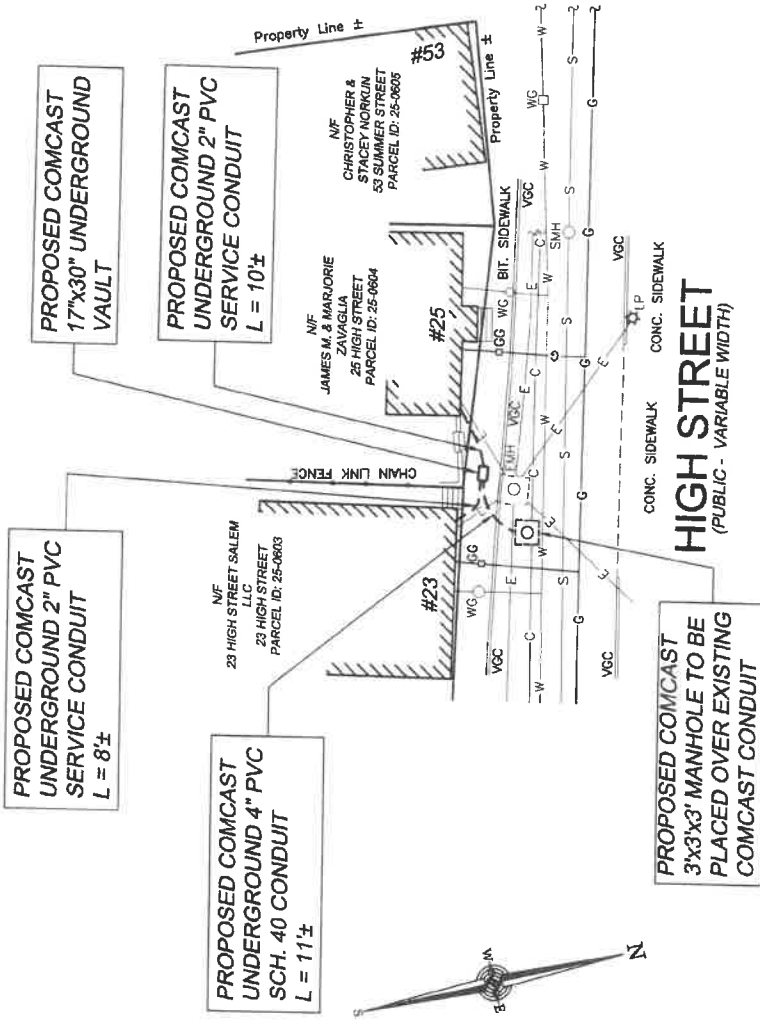 PROPOSED COMCAST
UNDERGROUND 2" PVC
SERVICE CONDUIT
L = 8'±
PROPOSED COMCAST
17"x30" UNDERGROUND
VAULT
PROPOSED COMCAST
UNDERGROUND 2" PVC
SERVICE CONDUIT
L = 10'±
PROPOSED COMCAST
UNDERGROUND 4" PVC
SCH. 40 CONDUIT
L = 11'±
PROPOSED COMCAST
3'x3'x3' MANHOLE TO BE
PLACED OVER EXISTING
COMCAST CONDUIT
N/F
23 HIGH STREET SALEM
LLC
23 HIGH STREET
PARCEL ID: 25-0603
#23
CHAIN LINK FENCE
N/F
JAMES M. & MARJORIE
ZAVAGLIA
25 HIGH STREET
PARCEL ID: 25-0604
#25
N/F
CHRISTOPHER &
STACEY NORKUN
53 SUMMER STREET
PARCEL ID: 25-0605
#53
Property Line ±
Property Line ±
WG
GG
GG
WG
BIT. SIDEWALK
WG
VGC
VGC
VGC
EMH
SMH
E
E
E
E
C
C
C
C
W
W
W
W
W
W
S
S
S
S
S
S
G
G
G
G
G
G
G
E
E
E
E
LP
VGC
VGC
CONC. SIDEWALK
CONC. SIDEWALK
HIGH STREET
(PUBLIC - VARIABLE WIDTH)
S
W
E
N